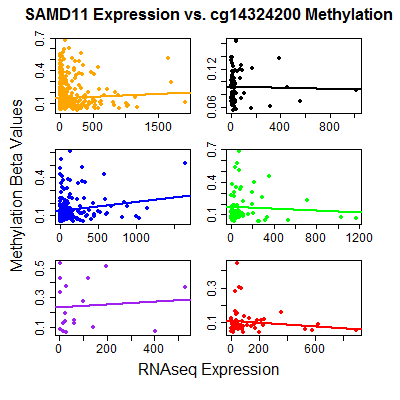 SAMD11 Expression vs. cg14324200 Methylation
Methylation Beta Values
0.7
0.5
0.3
0.1
0 500 1500
0.12
0.06
0 400 1000
0.4
0.1
0 500 1000
0.7
0.4
0.1
0 400 800 1200
0.5
0.3
0.1
0 200 400
0.3
0.1
0 200 600
RNAseq Expression